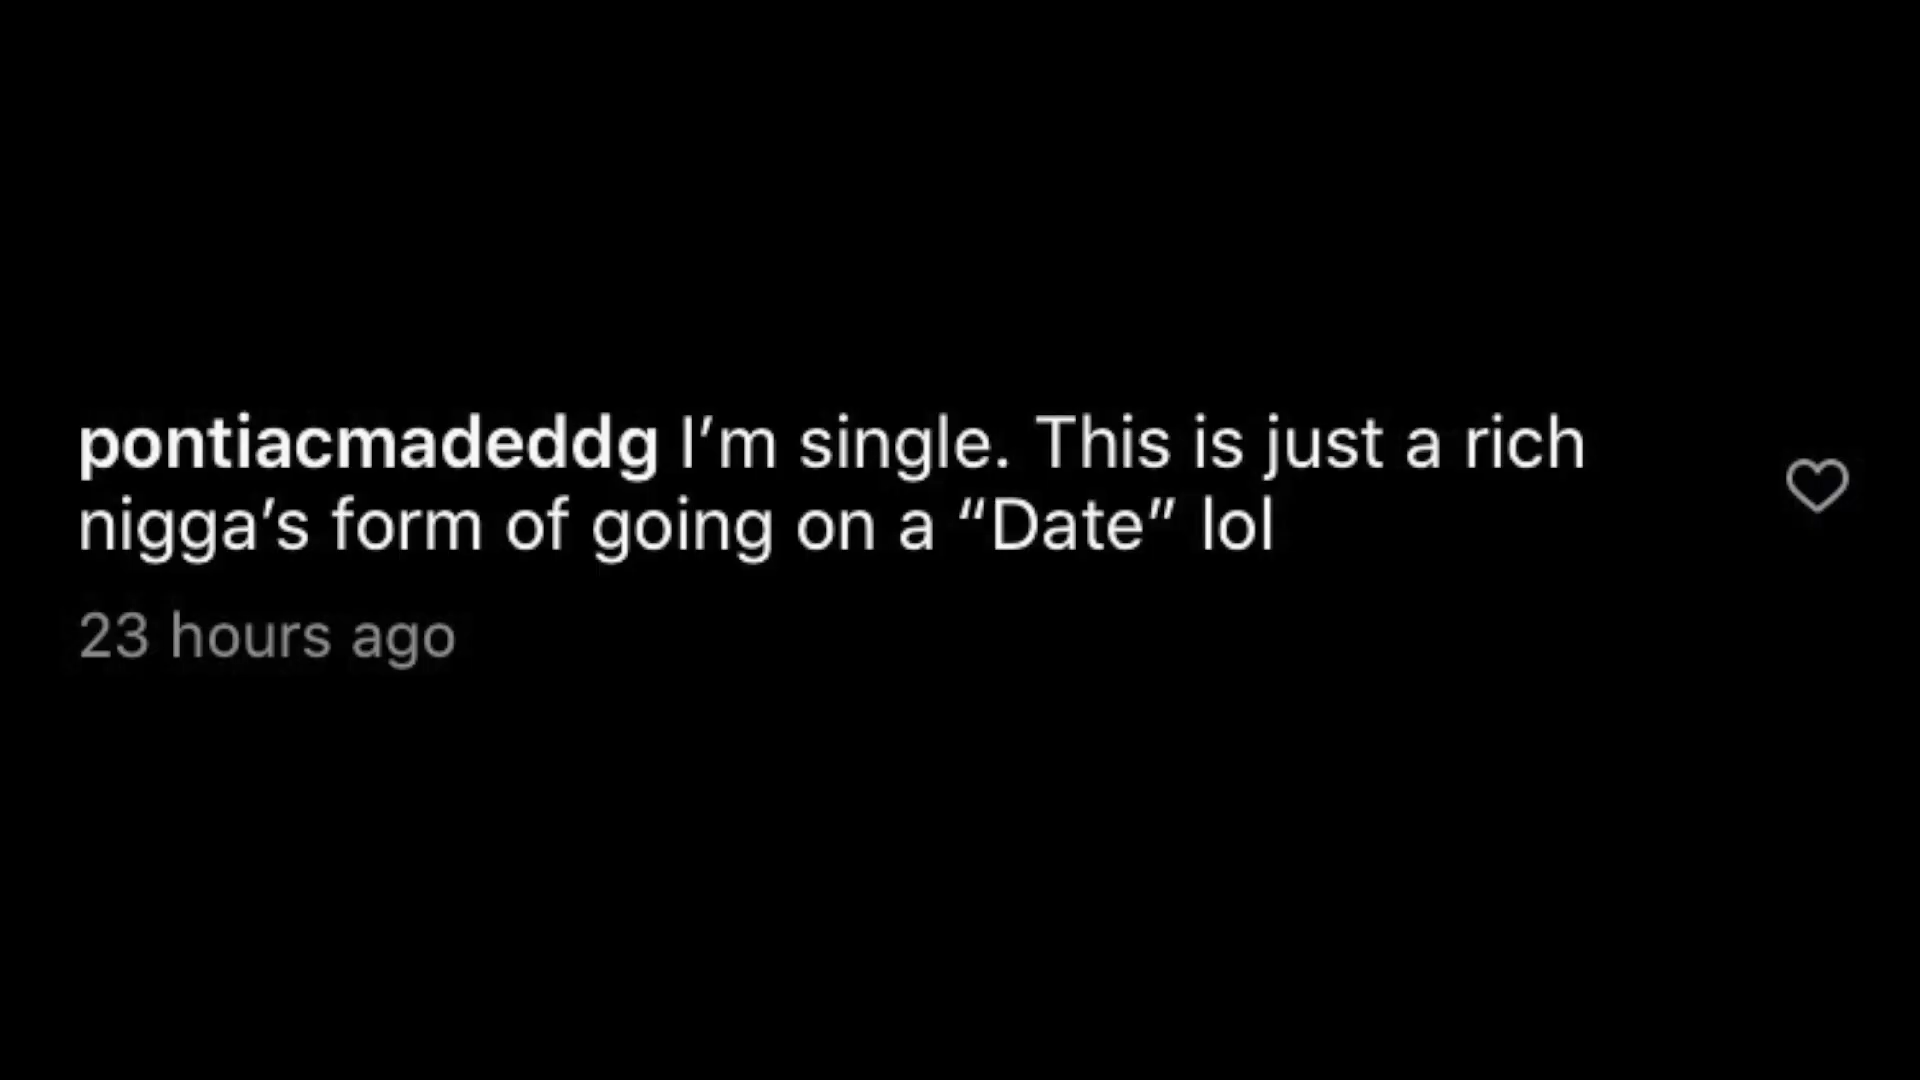 pontiacmadeddg I’m single. This is just a rich
nigga’s form of going on a “Date” lol
23 hours ago